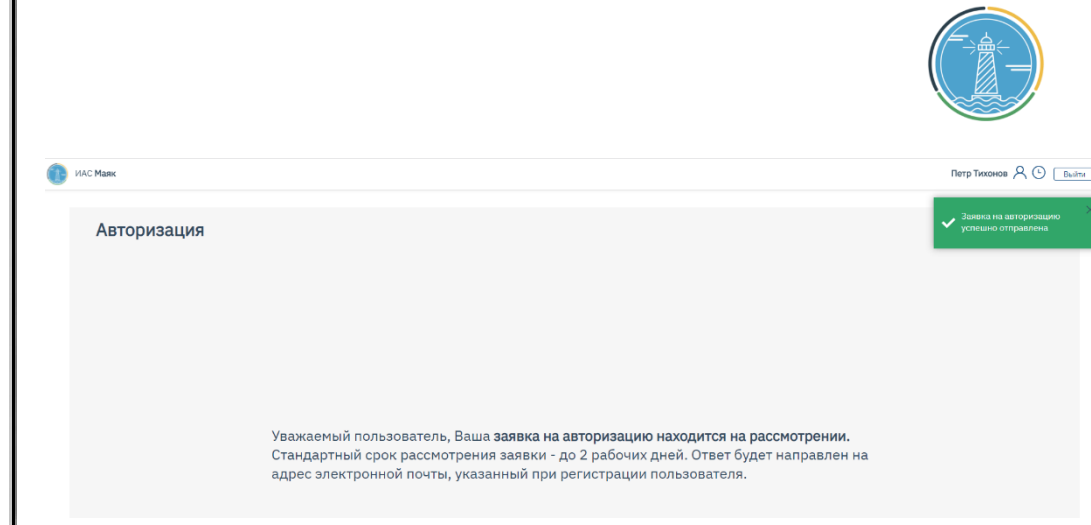 ИАС Маяк
Петр Тихонов
Выйти
Заявка на авторизацию
успешно отправлена
Авторизация
Уважаемый пользователь, Ваша заявка на авторизацию находится на рассмотрении.
Стандартный срок рассмотрения заявки - до 2 рабочих дней. Ответ будет направлен на
адрес электронной почты, указанный при регистрации пользователя.